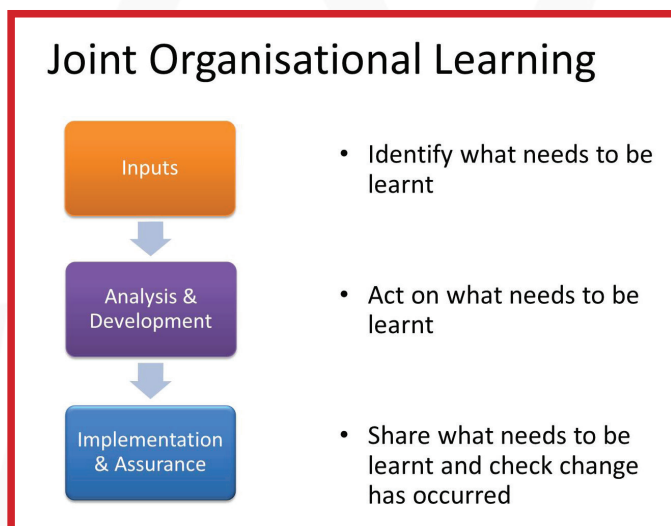 Joint Organisational Learning
Inputs
• Identify what needs to be
learnt
Analysis &
Development
• Act on what needs to be
learnt
Implementation
& Assurance
• Share what needs to be
learnt and check change
has occurred